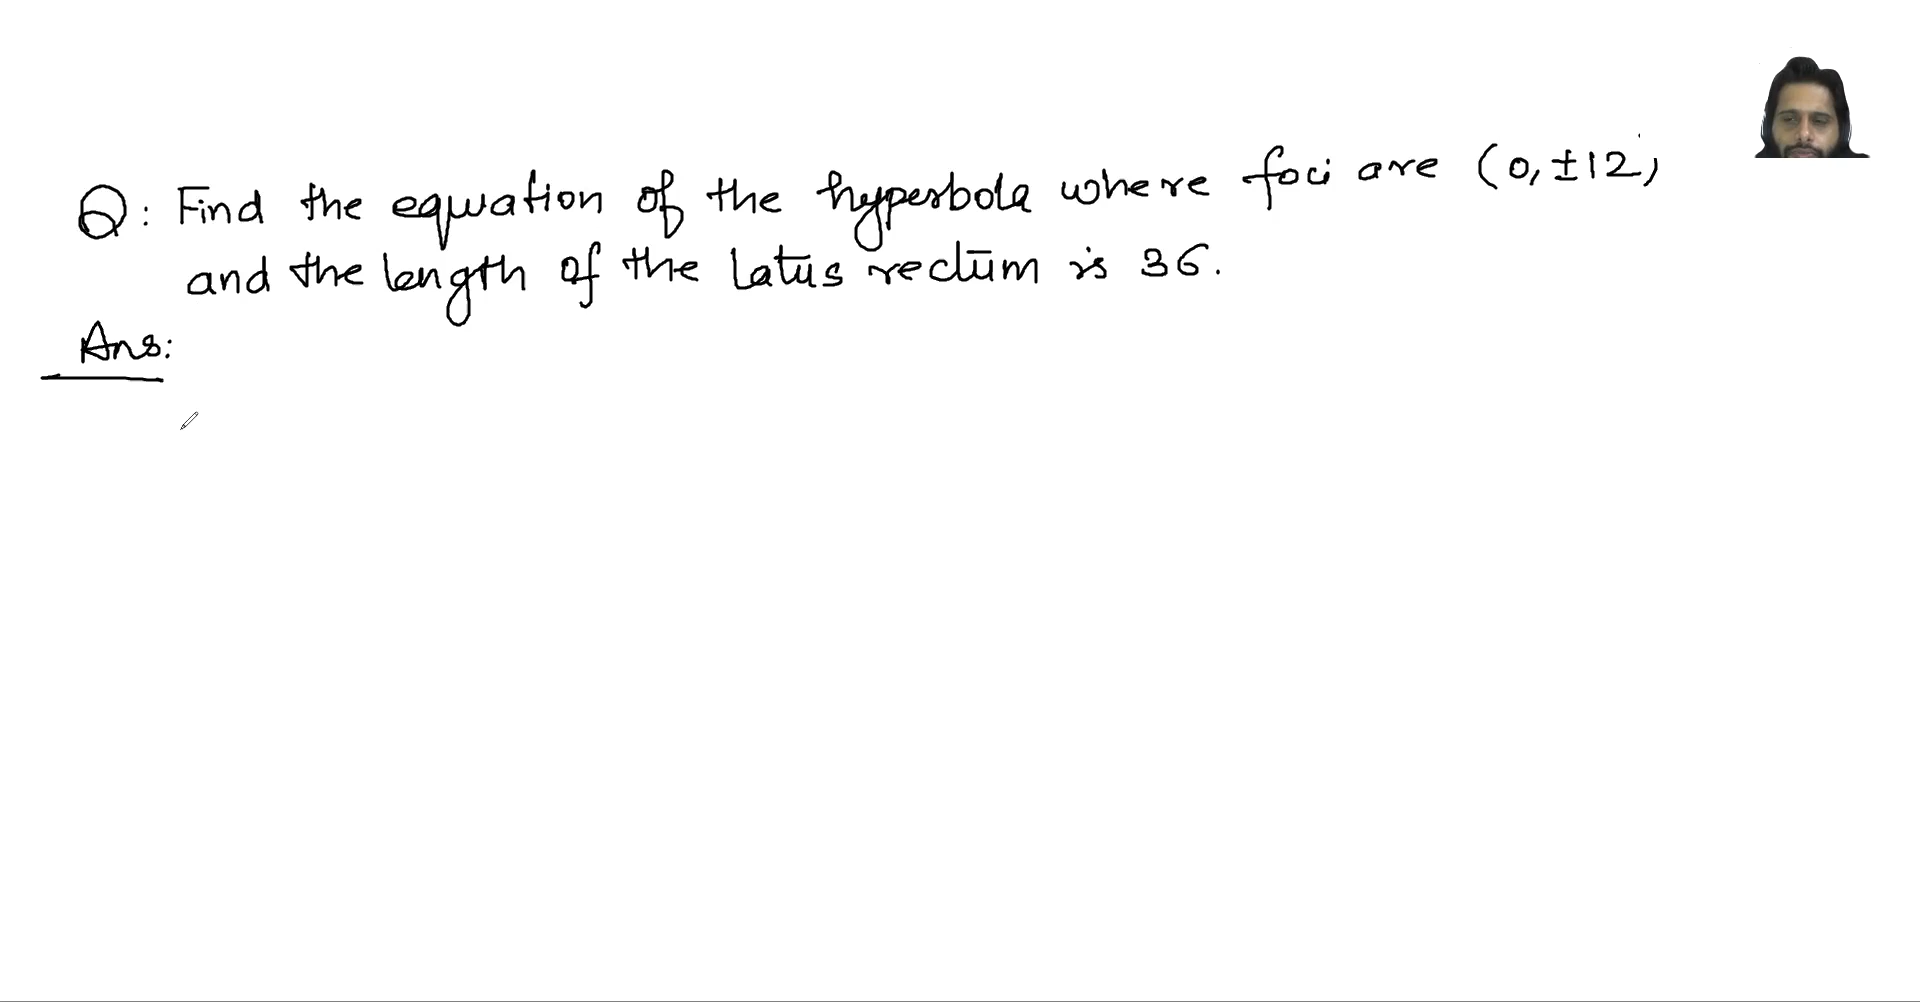 Q: Find the equation of the hyperbola where foci are (0, ±12)
and the length of the latus rectum is 36.
Ans: